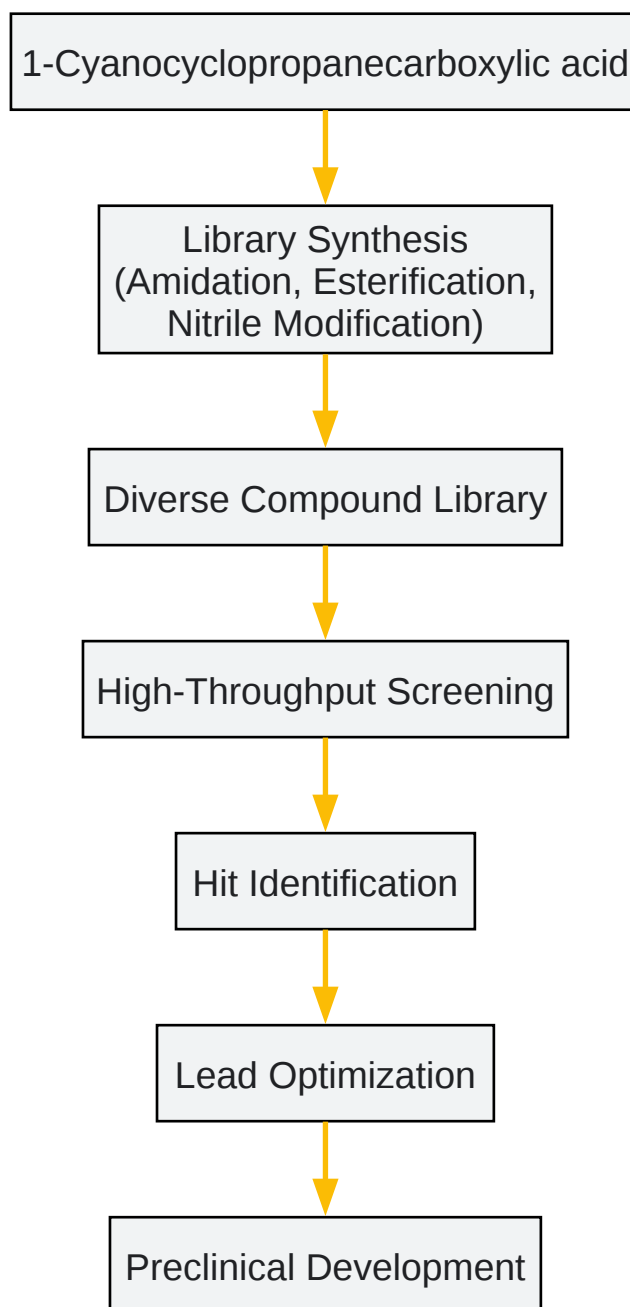 1-Cyanocyclopropanecarboxylic acid
Library Synthesis
(Amidation, Esterification,
Nitrile Modification)
Diverse Compound Library
High-Throughput Screening
Hit Identification
Lead Optimization
Preclinical Development